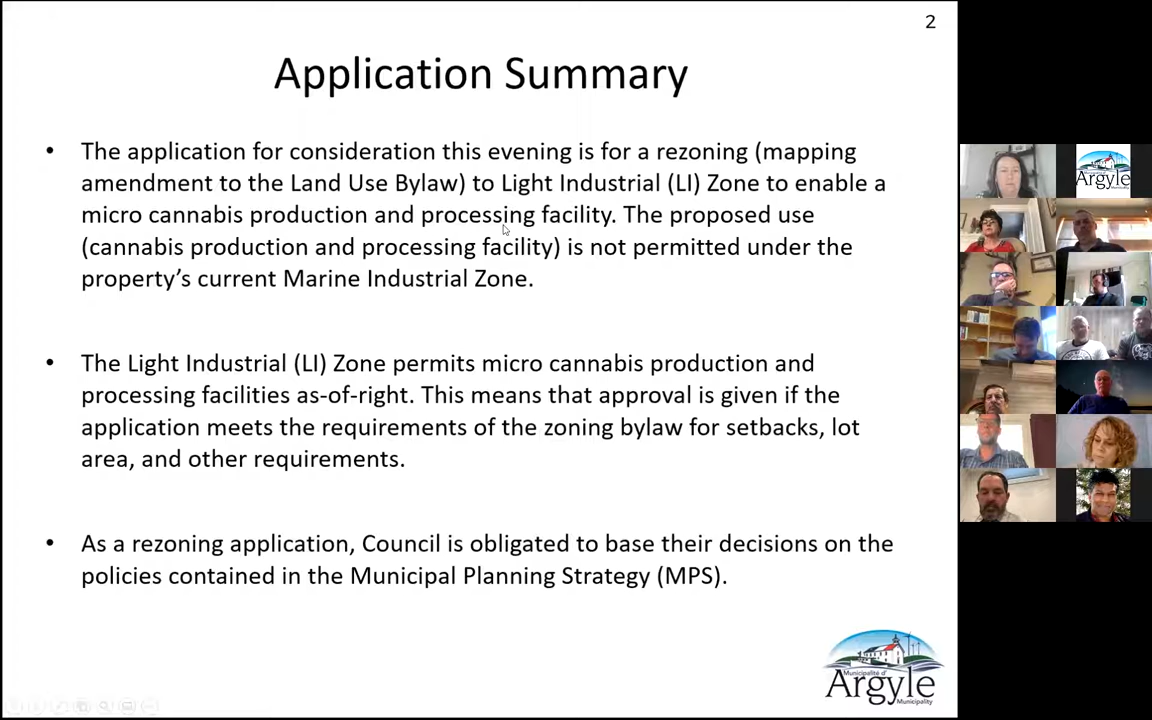 2
Application Summary
• The application for consideration this evening is for a rezoning (mapping
amendment to the Land Use Bylaw) to Light Industrial (LI) Zone to enable a
micro cannabis production and processing facility. The proposed use
(cannabis production and processing facility) is not permitted under the
property’s current Marine Industrial Zone.
• The Light Industrial (LI) Zone permits micro cannabis production and
processing facilities as-of-right. This means that approval is given if the
application meets the requirements of the zoning bylaw for setbacks, lot
area, and other requirements.
• As a rezoning application, Council is obligated to base their decisions on the
policies contained in the Municipal Planning Strategy (MPS).
Municipalité d'
Argyle
Municipality
Argyle